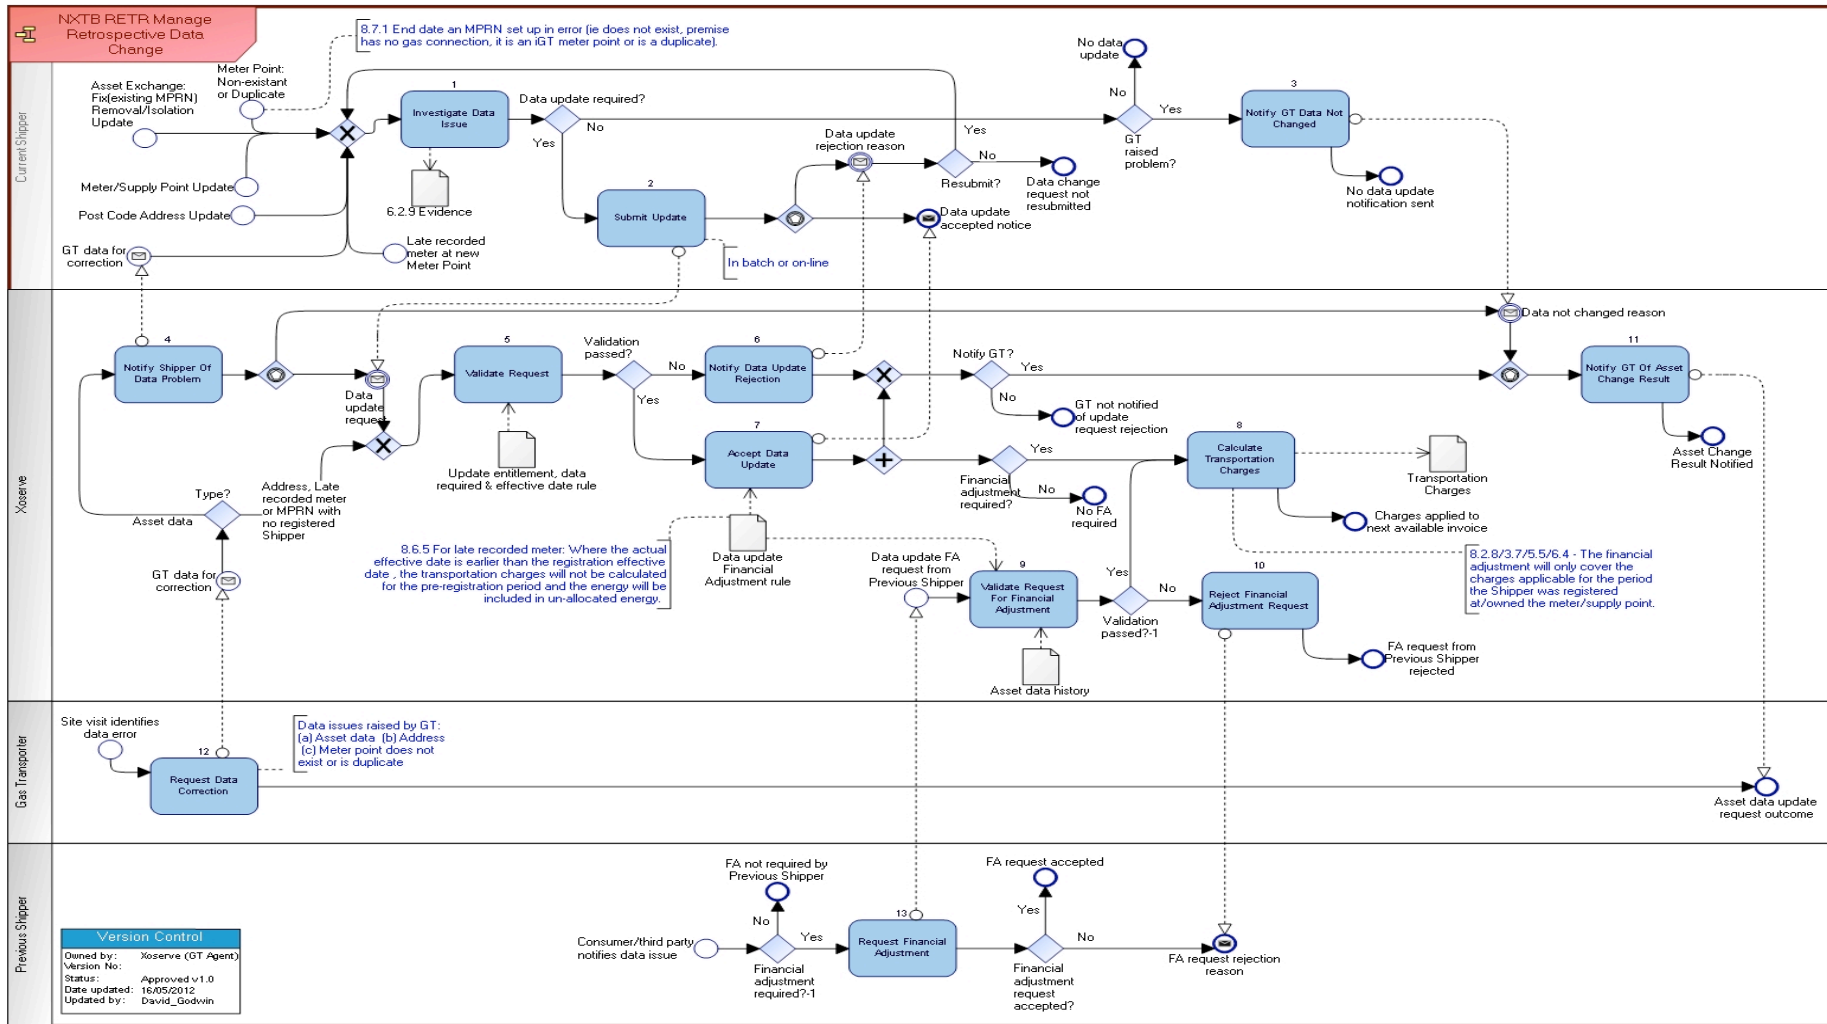 NXTB RETR Manage
Retrospective Data
Change
8.7.1 End date an MPRN set up in error (ie does not exist, premise
has no gas connection, it is an iGT meter point or is a duplicate).
Current Shipper
Asset Exchange:
Fix(existing MPRN)
Removal/Isolation
Update
Meter Point:
Non-existant
or Duplicate
Meter/Supply Point Update
Post Code Address Update
GT data for
correction
Late recorded
meter at new
Meter Point
1
Investigate Data
Issue
6.2.9 Evidence
Data update required?
No
Yes
2
Submit Update
In batch or on-line
Data update
rejection reason
Data update
accepted notice
Yes
No
Resubmit?
Data change
request not
resubmitted
No data
update
No
Yes
GT
raised
problem?
3
Notify GT Data Not
Changed
No data update
notification sent
Xoserve
4
Notify Shipper Of
Data Problem
Data
update
request
Type?
Asset data
Address, Late
recorded meter
or MPRN with
no registered
Shipper
GT data for
correction
5
Validate Request
Update entitlement, data
required & effective date rule
Validation
passed?
No
Yes
6
Notify Data Update
Rejection
7
Accept Data
Update
Notify GT?
Yes
No
GT not notified
of update
request rejection
Data not changed reason
11
Notify GT Of Asset
Change Result
Asset Change
Result Notified
Financial
adjustment
required?
Yes
No
No FA
required
8
Calculate
Transportation
Charges
Transportation
Charges
Charges applied to
next available invoice
8.6.5 For late recorded meter: Where the actual
effective date is earlier than the registration effective
date , the transportation charges will not be calculated
for the pre-registration period and the energy will be
included in un-allocated energy.
Data update
Financial
Adjustment rule
Data update FA
request from
Previous Shipper
9
Validate Request
For Financial
Adjustment
Asset data history
Yes
No
Validation
passed?-1
10
Reject Financial
Adjustment Request
FA request from
Previous Shipper
rejected
8.2.8/3.7/5.5/6.4 - The financial
adjustment will only cover the
charges applicable for the period
the Shipper was registered
at/owned the meter/supply point.
Gas Transporter
Site visit identifies
data error
12
Request Data
Correction
Data issues raised by GT:
(a) Asset data (b) Address
(c) Meter point does not
exist or is duplicate
Asset data update
request outcome
Previous Shipper
Version Control
Owned by: Xoserve (GT Agent)
Version No:
Status: Approved v1.0
Date updated: 16/05/2012
Updated by: David_Godwin
Consumer/third party
notifies data issue
FA not required by
Previous Shipper
No
Yes
Financial
adjustment
required?-1
13
Request Financial
Adjustment
FA request accepted
Yes
No
Financial
adjustment
request
accepted?
FA request rejection
reason